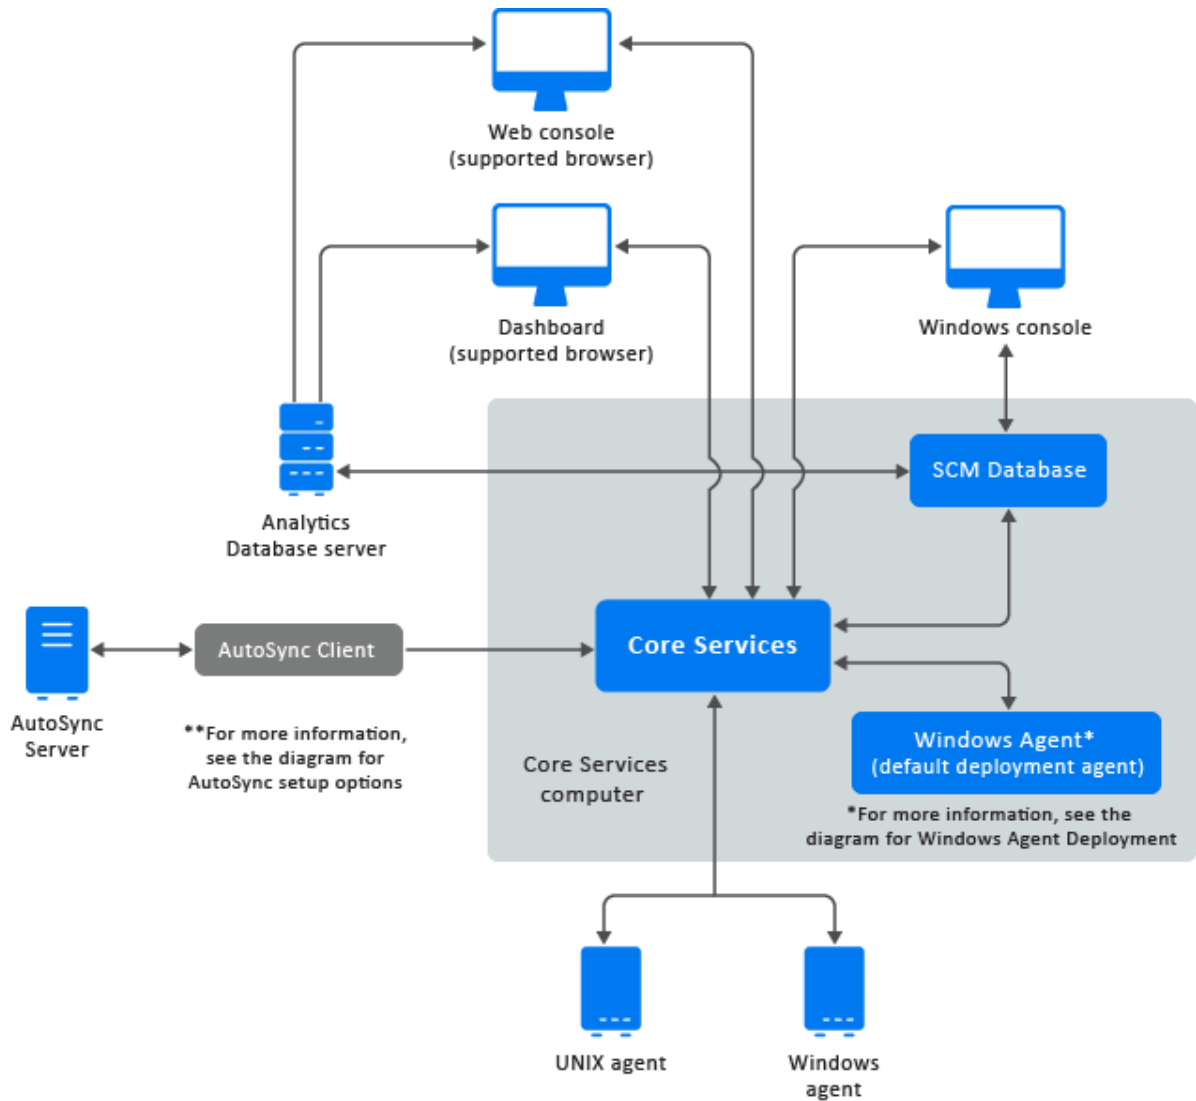 Web console
(supported browser)
Dashboard
(supported browser)
Windows console
SCM Database
Analytics
Database server
Core Services
AutoSync Client
AutoSync
Server
**For more information,
see the diagram for
AutoSync setup options
Windows Agent*
(default deployment agent)
Core Services
computer
*For more information, see the
diagram for Windows Agent Deployment
UNIX agent
Windows
agent